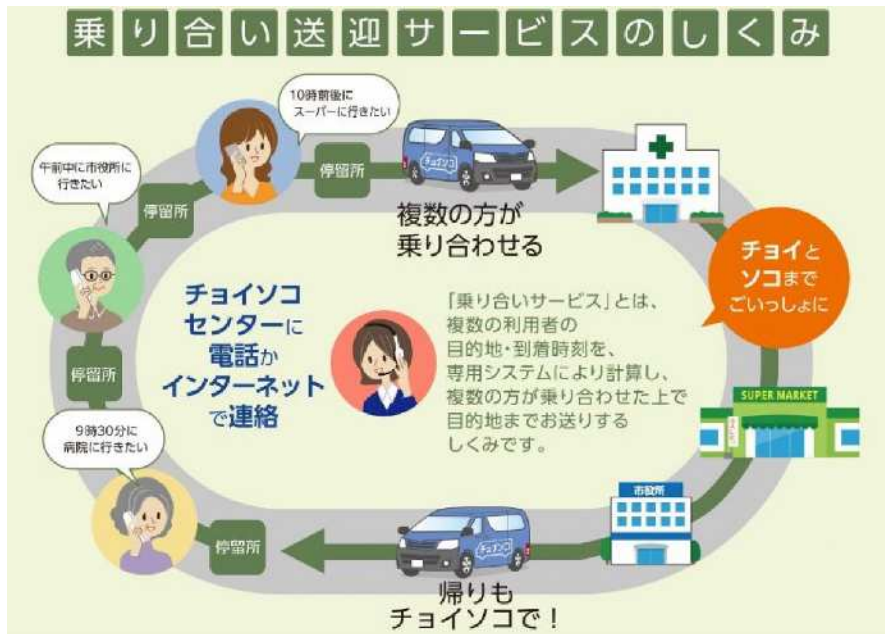 乗り合い送迎サービスのしくみ
10時前後に
スーパーに行きたい
午前中に市役所に
行きたい
停留所
停留所
チョイソコ
複数の方が
乗り合わせる
チョイと
ソコまで
ごいっしょに
チョイソコ
センターに
電話か
インターネット
で連絡
「乗り合いサービス」とは、
複数の利用者の
目的地・到着時刻を、
専用システムにより計算し、
複数の方が乗り合わせた上で
目的地までお送りする
しくみです。
停留所
SUPER MARKET
9時30分に
病院に行きたい
市役所
停留所
チョイソコ
帰りも
チョイソコで！